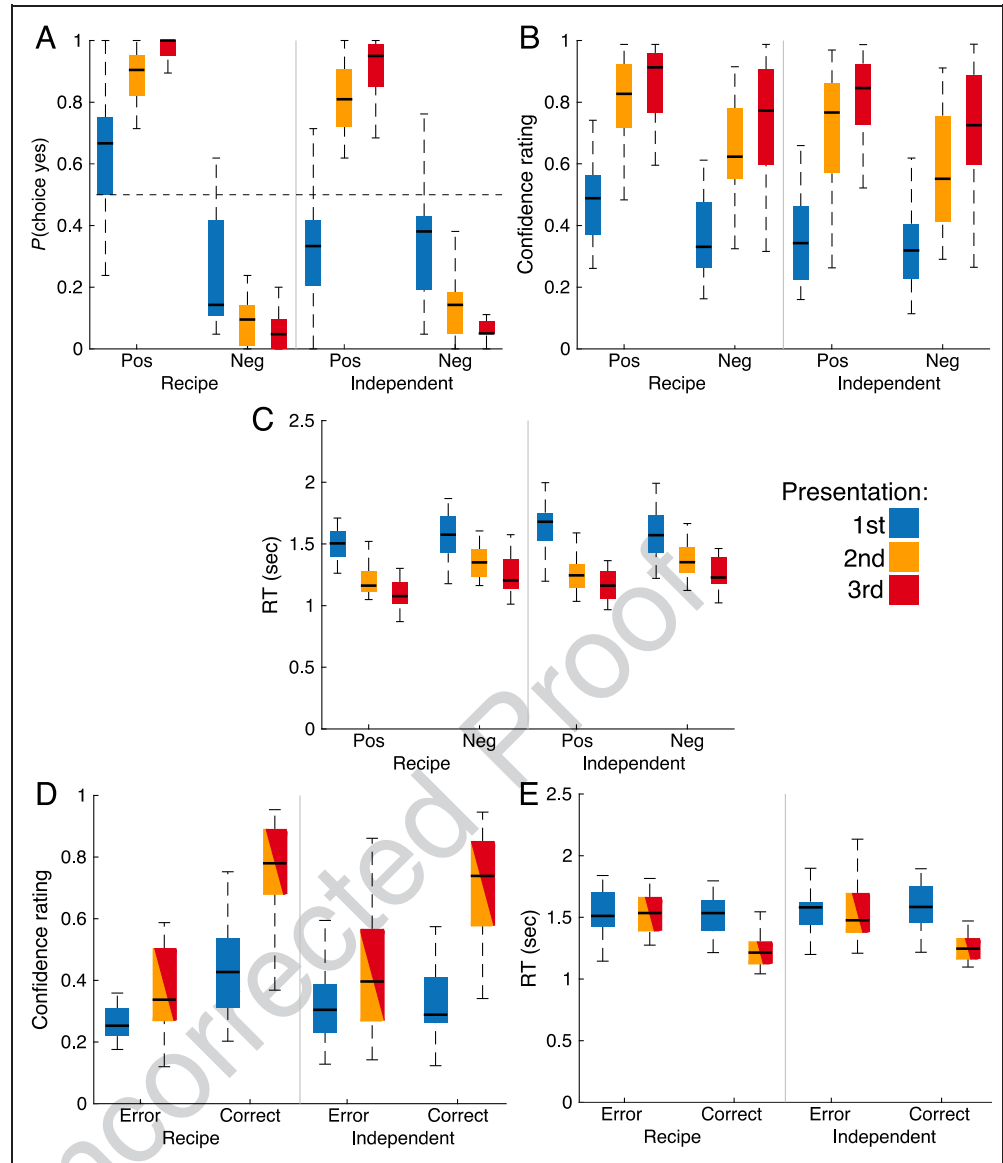 A
1
0.8
0.6
0.4
0.2
0
P(choice yes)
Pos
Neg
Pos
Neg
Recipe
Independent
B
1
0.8
0.6
0.4
0.2
0
Confidence rating
Pos
Neg
Pos
Neg
Recipe
Independent
C
2.5
2
1.5
1
0.5
0
RT (sec)
Pos
Neg
Pos
Neg
Recipe
Independent
Presentation:
1st
2nd
3rd
D
1
0.8
0.6
0.4
0.2
0
Confidence rating
Error
Correct
Error
Correct
Recipe
Independent
E
2.5
2
1.5
1
0.5
0
RT (sec)
Error
Correct
Error
Correct
Recipe
Independent
ncorrected Proof